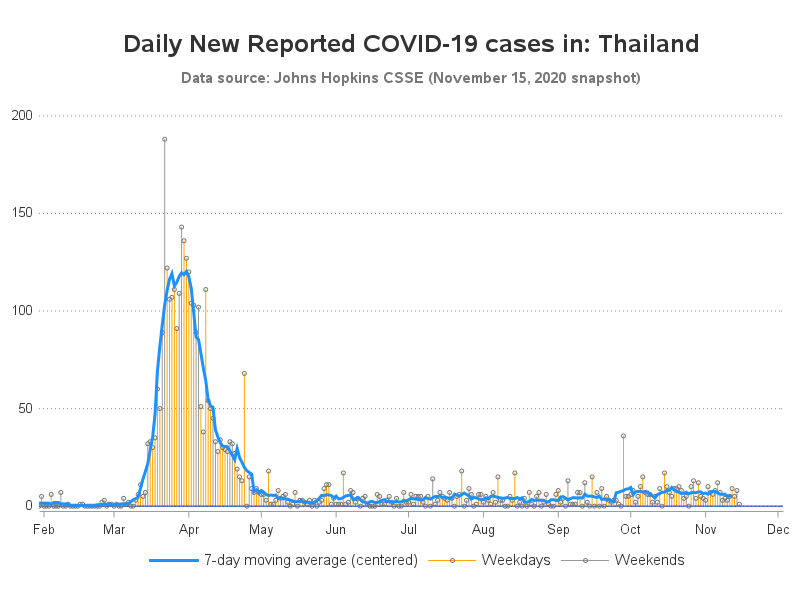 Daily New Reported COVID-19 cases in: Thailand
Data source: Johns Hopkins CSSE (November 15, 2020 snapshot)
200
150
100
50
0
Feb Mar Apr May Jun Jul Aug Sep Oct Nov Dec
7-day moving average (centered) Weekdays Weekends